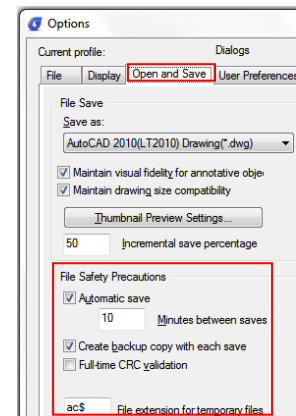 Options
Current profile: Dialogs
File Display Open and Save User Preferences
File Save
Save as:
AutoCAD 2010(LT2010) Drawing(*.dwg)
Maintain visual fidelity for annotative obje
Maintain drawing size compatibility
Thumbnail Preview Settings...
50 Incremental save percentage
File Safety Precautions
Automatic save
10 Minutes between saves
Create backup copy with each save
Full-time CRC validation
ac$ File extension for temporary files